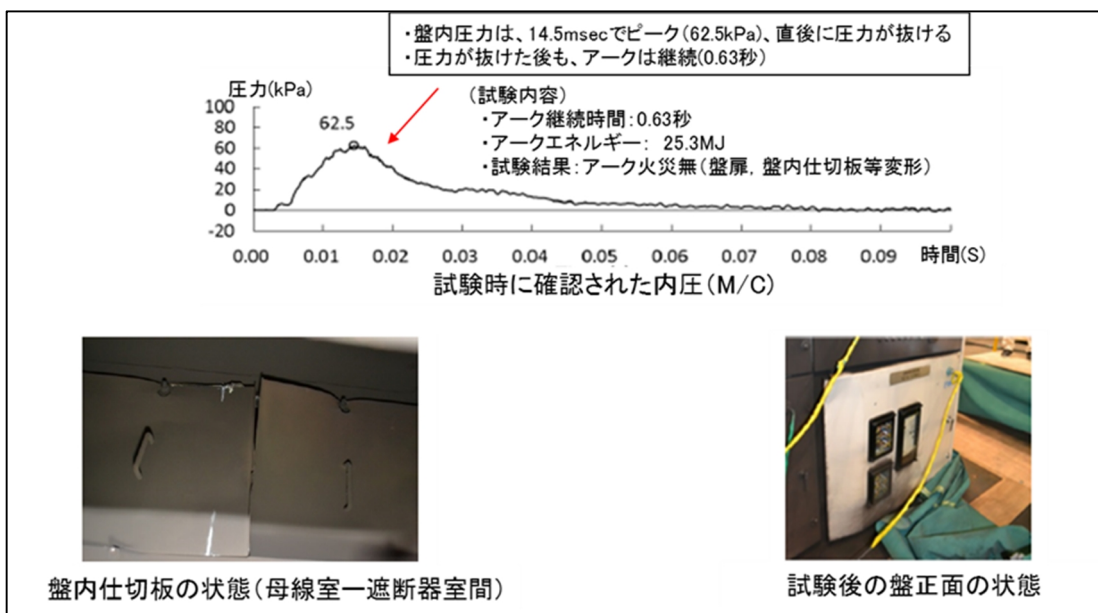 ・盤内圧力は、14.5msecでピーク(62.5kPa)、直後に圧力が抜ける
・圧力が抜けた後も、アークは継続(0.63秒)
圧力(kPa)
(試験内容)
・アーク継続時間:0.63秒
・アークエネルギー: 25.3MJ
・試験結果:アーク火災無(盤扉, 盤内仕切板等変形)
62.5
100
80
60
40
20
0
-20
0.00 0.01 0.02 0.03 0.04 0.05 0.06 0.07 0.08 0.09 時間(S)
試験時に確認された内圧(M/C)
盤内仕切板の状態(母線室ー遮断器室間)
試験後の盤正面の状態